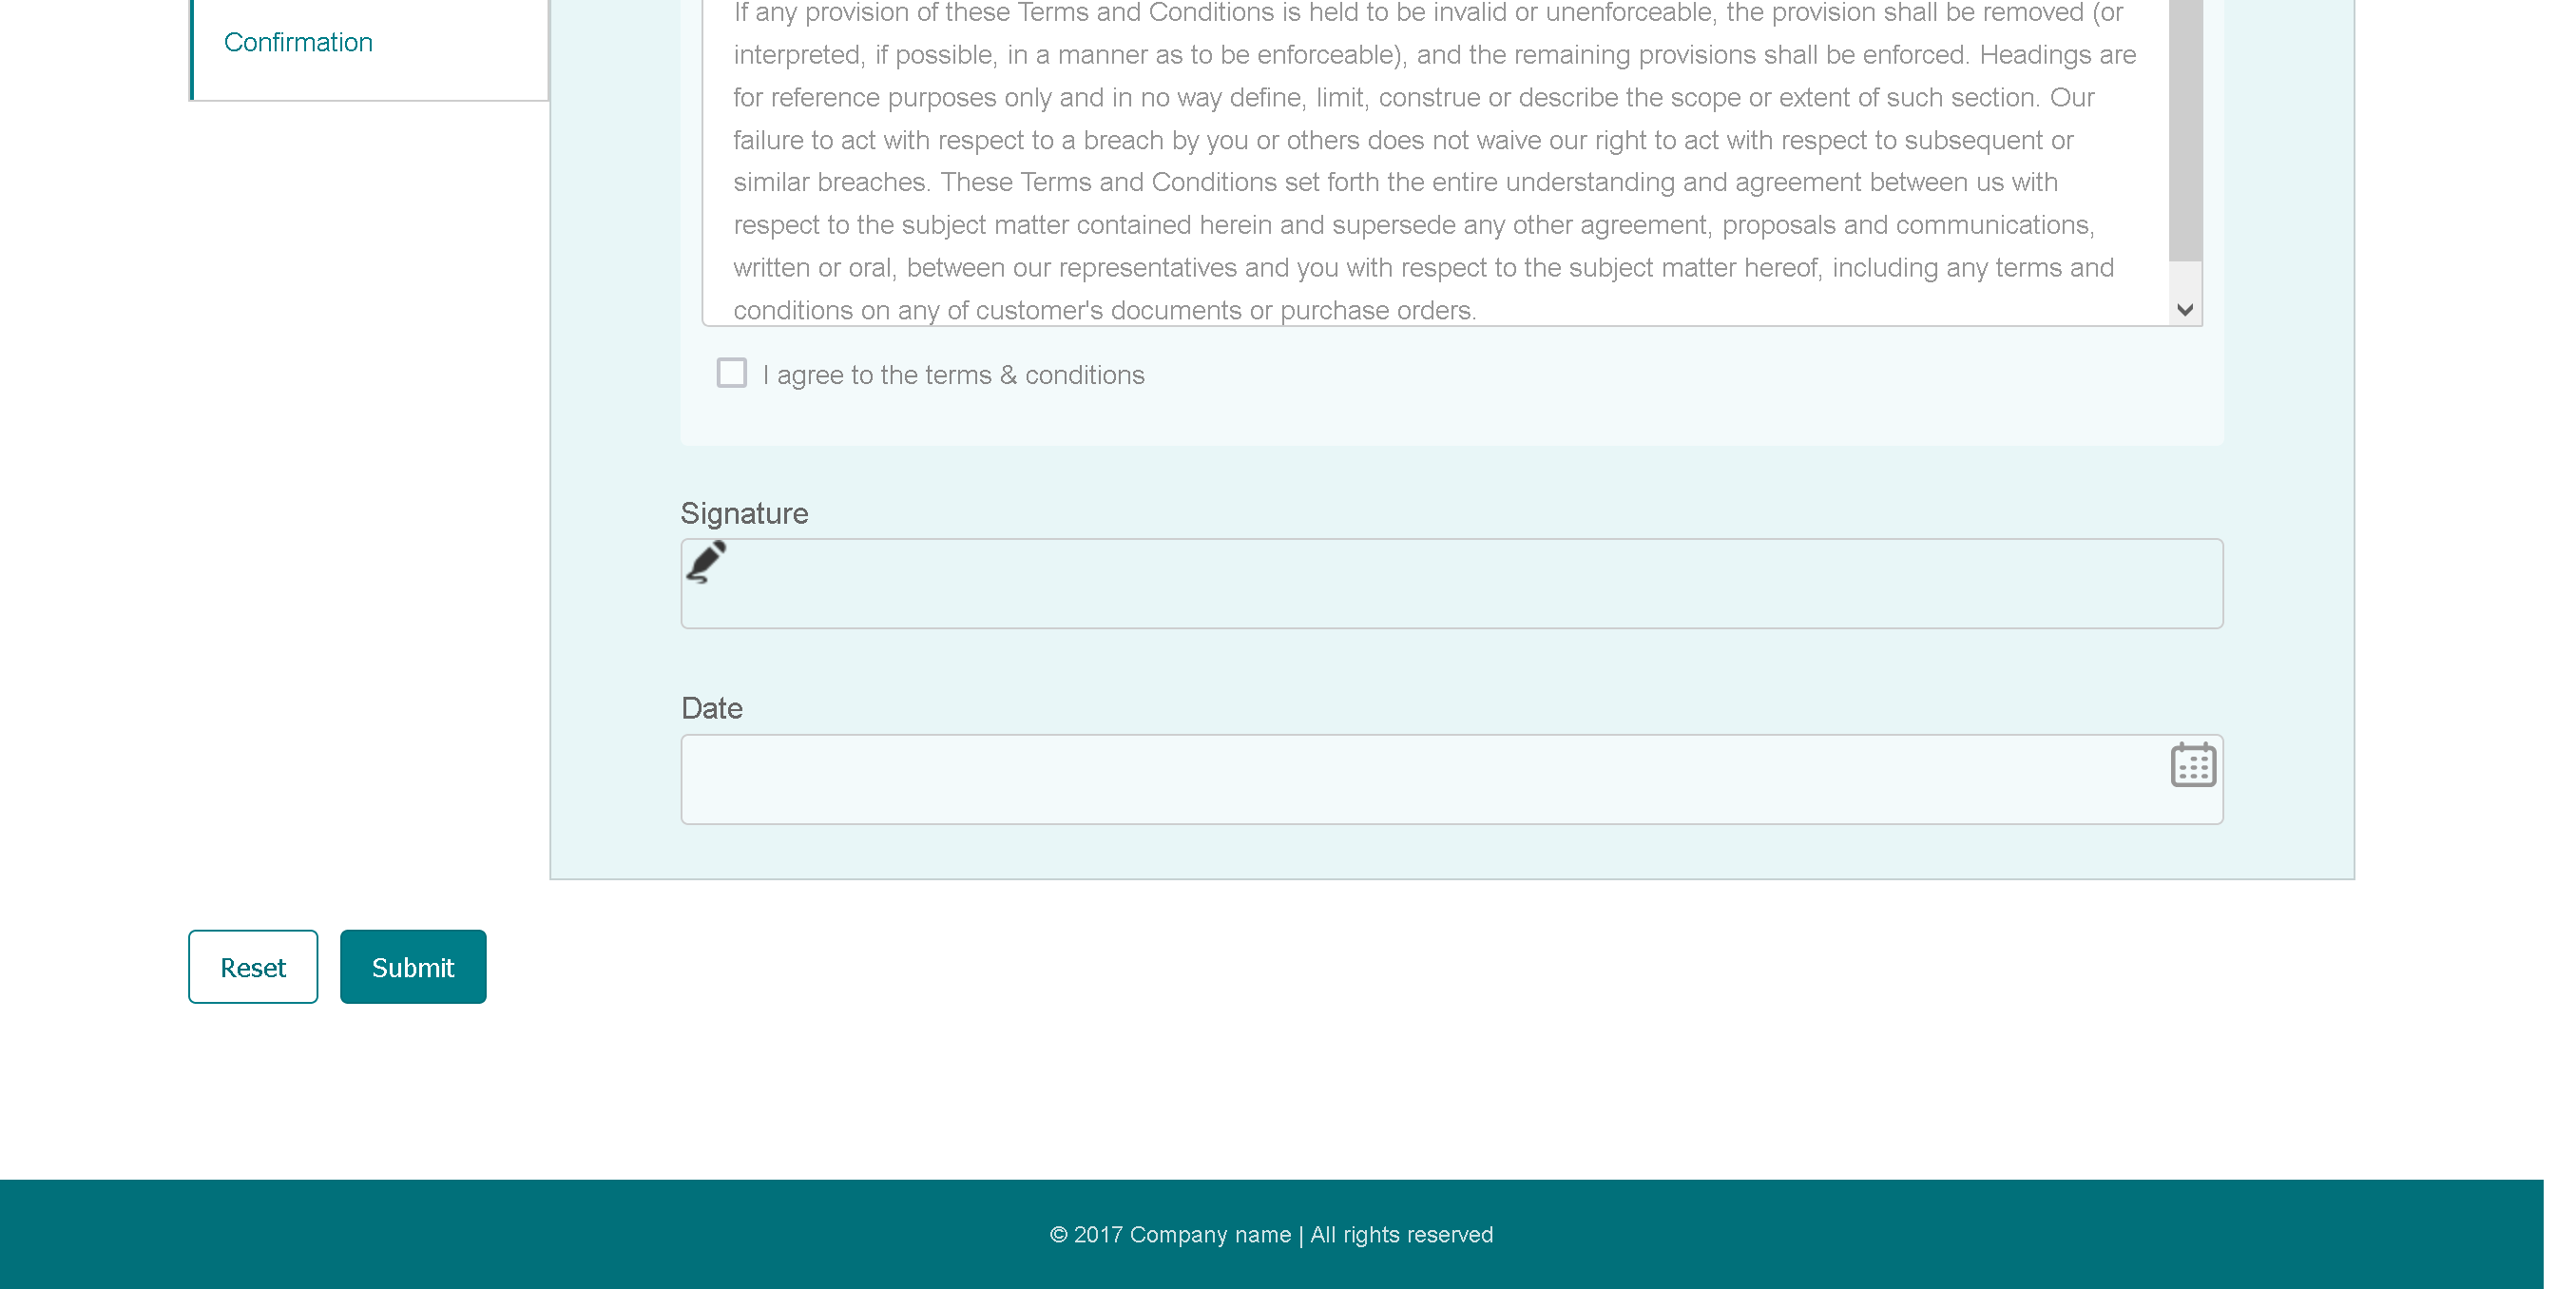 Confirmation
If any provision of these Terms and Conditions is held to be invalid or unenforceable, the provision shall be removed (or
interpreted, if possible, in a manner as to be enforceable), and the remaining provisions shall be enforced. Headings are
for reference purposes only and in no way define, limit, construe or describe the scope or extent of such section. Our
failure to act with respect to a breach by you or others does not waive our right to act with respect to subsequent or
similar breaches. These Terms and Conditions set forth the entire understanding and agreement between us with
respect to the subject matter contained herein and supersede any other agreement, proposals and communications,
written or oral, between our representatives and you with respect to the subject matter hereof, including any terms and
conditions on any of customer's documents or purchase orders.
I agree to the terms & conditions
Signature
Date
Reset
Submit
© 2017 Company name | All rights reserved